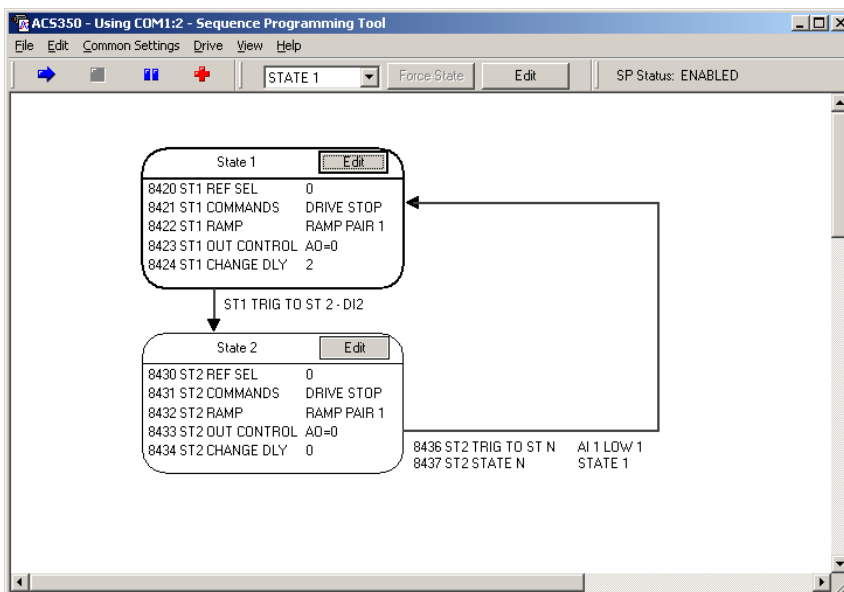 ACS350 - Using COM1:2 - Sequence Programming Tool
File Edit Common Settings Drive View Help
STATE 1 Force State Edit SP Status: ENABLED
State 1 Edit
8420 ST1 REF SEL 0
8421 ST1 COMMANDS DRIVE STOP
8422 ST1 RAMP RAMP PAIR 1
8423 ST1 OUT CONTROL AO=0
8424 ST1 CHANGE DLY 2
ST1 TRIG TO ST 2 - DI2
State 2 Edit
8430 ST2 REF SEL 0
8431 ST2 COMMANDS DRIVE STOP
8432 ST2 RAMP RAMP PAIR 1
8433 ST2 OUT CONTROL AO=0
8434 ST2 CHANGE DLY 0
8436 ST2 TRIG TO ST N AI 1 LOW 1
8437 ST2 STATE N STATE 1